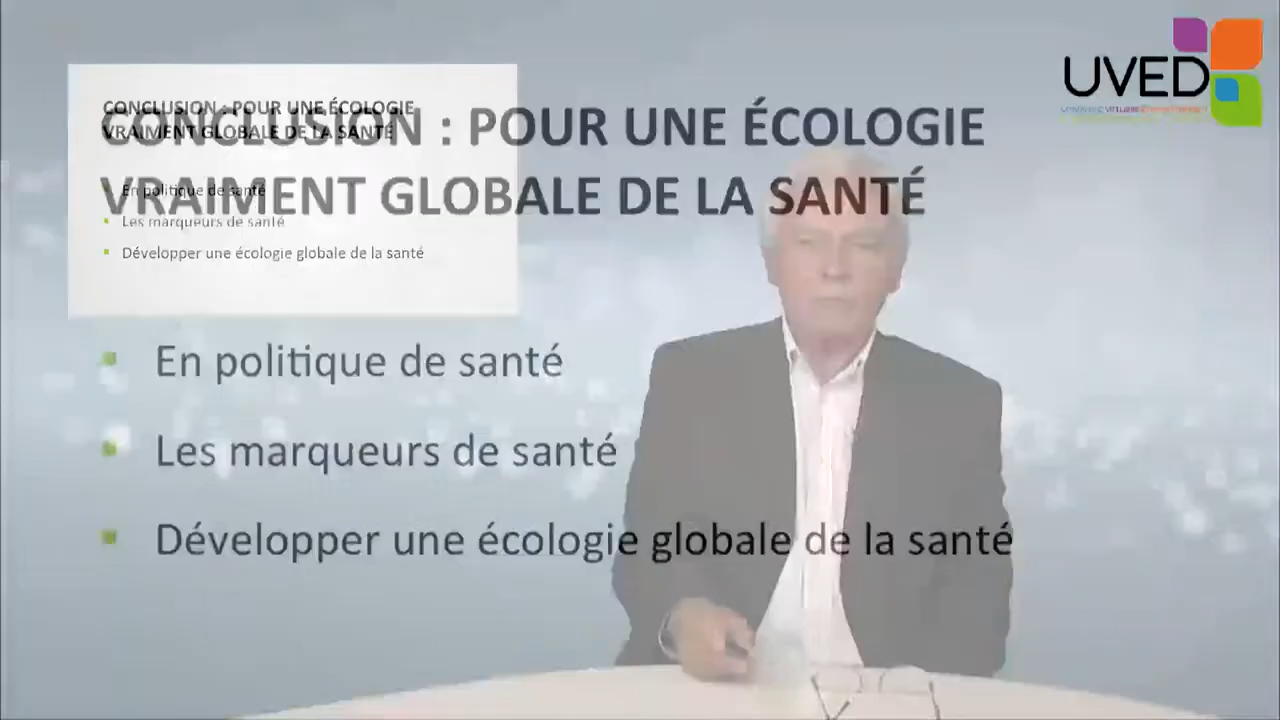 UVED
CONCLUSION : POUR UNE ÉCOLOGIE
VRAIMENT GLOBALE DE LA SANTÉ
En politique de santé
Les marqueurs de santé
Développer une écologie globale de la santé
CONCLUSION : POUR UNE ÉCOLOGIE
VRAIMENT GLOBALE DE LA SANTÉ
En politique de santé
Les marqueurs de santé
Développer une écologie globale de la santé